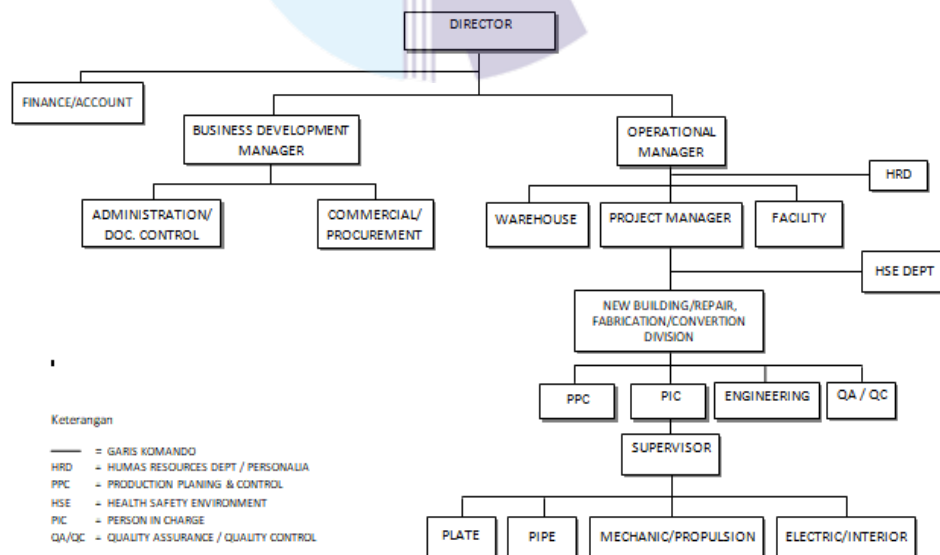 DIRECTOR
FINANCE/ACCOUNT
BUSINESS DEVELOPMENT
MANAGER
OPERATIONAL
MANAGER
HRD
ADMINISTRATION/
DOC. CONTROL
COMMERCIAL/
PROCUREMENT
WAREHOUSE
PROJECT MANAGER
FACILITY
HSE DEPT
NEW BUILDING/REPAIR,
FABRICATION/CONVERTION
DIVISION
PPC
PIC
ENGINEERING
QA / QC
SUPERVISOR
PLATE
PIPE
MECHANIC/PROPULSION
ELECTRIC/INTERIOR
Keterangan
= GARIS KOMANDO
HRD = HUMAS RESOURCES DEPT / PERSONALIA
PPC = PRODUCTION PLANING & CONTROL
HSE = HEALTH SAFETY ENVIRONMENT
PIC = PERSON IN CHARGE
QA/QC = QUALITY ASSURANCE / QUALITY CONTROL